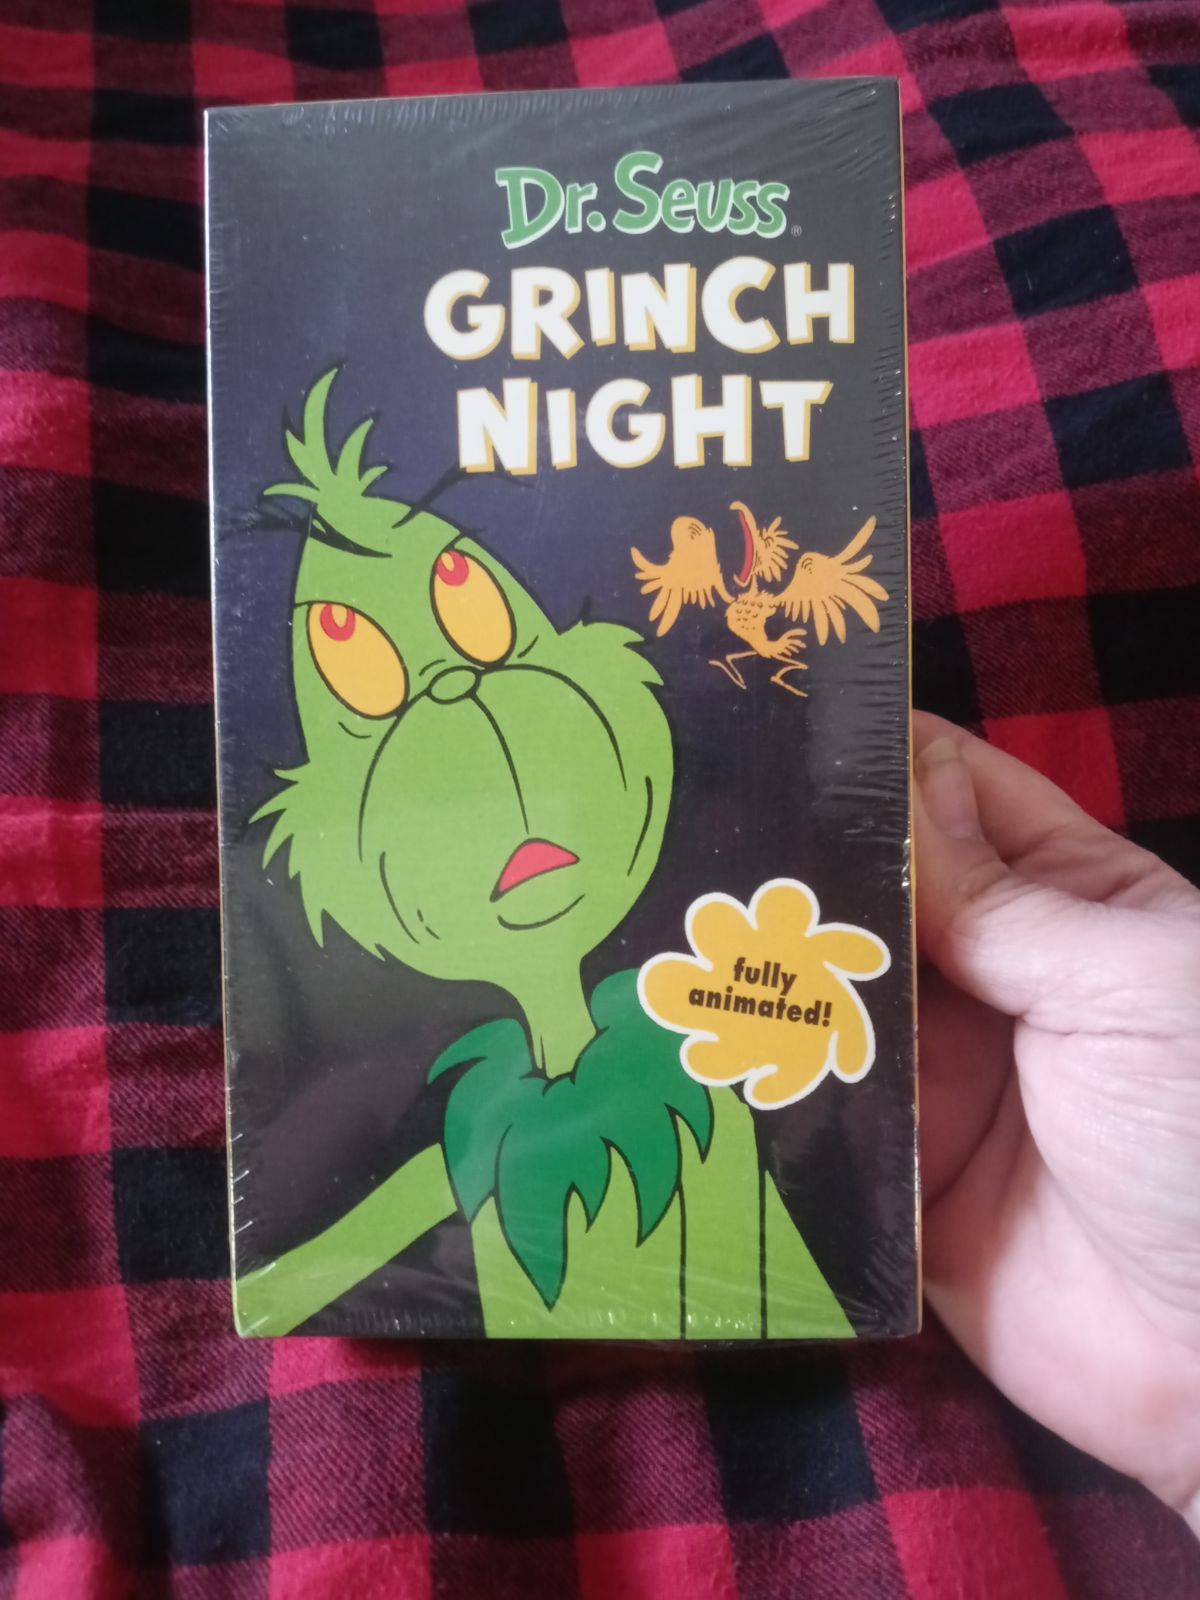 Dr. Seuss ®
GRINCH
NIGHT
fully
animated!